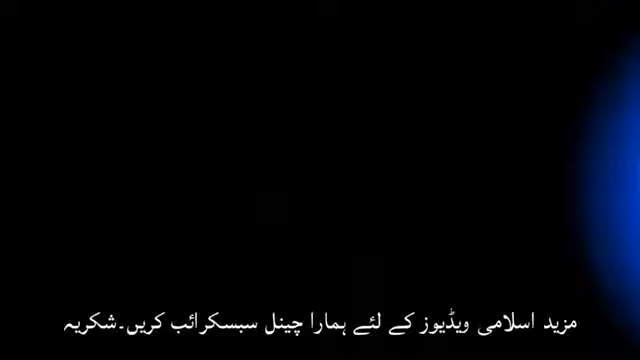 مزید اسلامی ویڈیوز کے لئے ہمارا چینل سبسکرائب کریں۔شکریہ